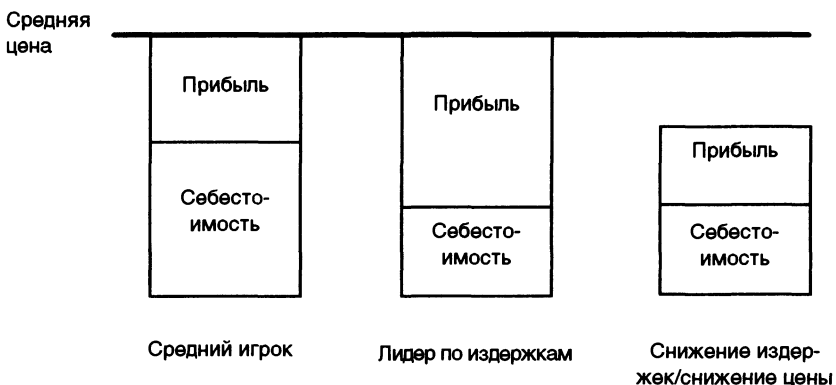 Средняя
цена
Прибыль
Себесто-
имость
Средний игрок
Прибыль
Себесто-
имость
Лидер по издержкам
Прибыль
Себесто-
имость
Снижение издер-
жек/снижение цены